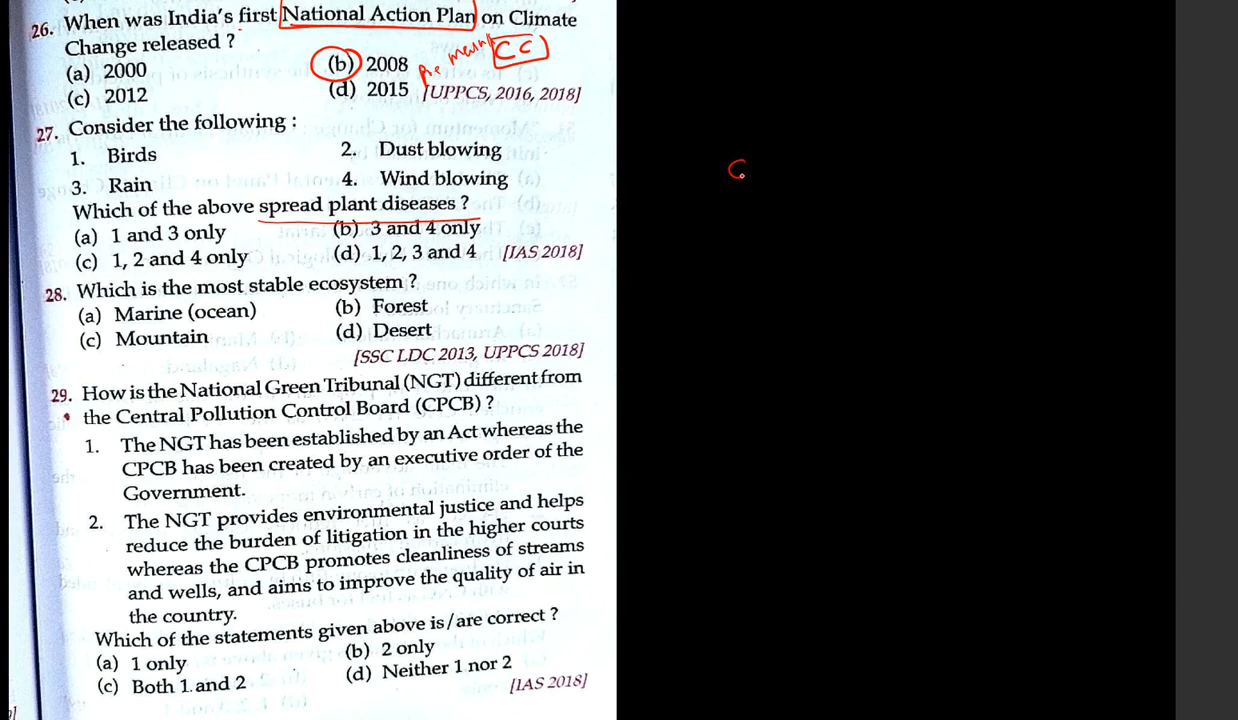 26. When was India's first National Action Plan on Climate
Change released ?
(a) 2000 (b) 2008
(c) 2012 (d) 2015 [UPPCS, 2016, 2018]
CC
27. Consider the following :
1. Birds 2. Dust blowing
3. Rain 4. Wind blowing
Which of the above spread plant diseases ?
(a) 1 and 3 only (b) 3 and 4 only
(c) 1, 2 and 4 only (d) 1, 2, 3 and 4 [IAS 2018]
28. Which is the most stable ecosystem ?
(a) Marine (ocean) (b) Forest
(c) Mountain (d) Desert
[SSC LDC 2013, UPPCS 2018]
29. How is the National Green Tribunal (NGT) different from
the Central Pollution Control Board (CPCB) ?
1. The NGT has been established by an Act whereas the
CPCB has been created by an executive order of the
Government.
2. The NGT provides environmental justice and helps
reduce the burden of litigation in the higher courts
whereas the CPCB promotes cleanliness of streams
and wells, and aims to improve the quality of air in
the country.
Which of the statements given above is/are correct ?
(a) 1 only (b) 2 only
(c) Both 1 and 2 (d) Neither 1 nor 2
[IAS 2018]